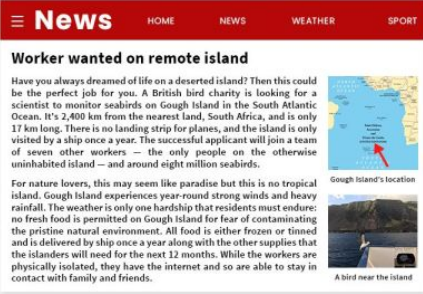 News
HOME
NEWS
WEATHER
SPORT
Worker wanted on remote island
Have you always dreamed of life on a deserted island? Then this could
be the perfect job for you. A British bird charity is looking for a
scientist to monitor seabirds on Gough Island in the South Atlantic
Ocean. It's 2,400 km from the nearest land, South Africa, and is only
17 km long. There is no landing strip for planes, and the island is only
visited by a ship once a year. The successful applicant will join a team
of seven other workers — the only people on the otherwise
uninhabited island — and around eight million seabirds.
Gough Island's location
For nature lovers, this may seem like paradise but this is no tropical
island. Gough Island experiences year-round strong winds and heavy
rainfall. The weather is only one hardship that residents must endure:
no fresh food is permitted on Gough Island for fear of contaminating
the pristine natural environment. All food is either frozen or tinned
and is delivered by ship once a year along with the other supplies that
the islanders will need for the next 12 months. While the workers are
physically isolated, they have the internet and so are able to stay in
contact with family and friends.
A bird near the island